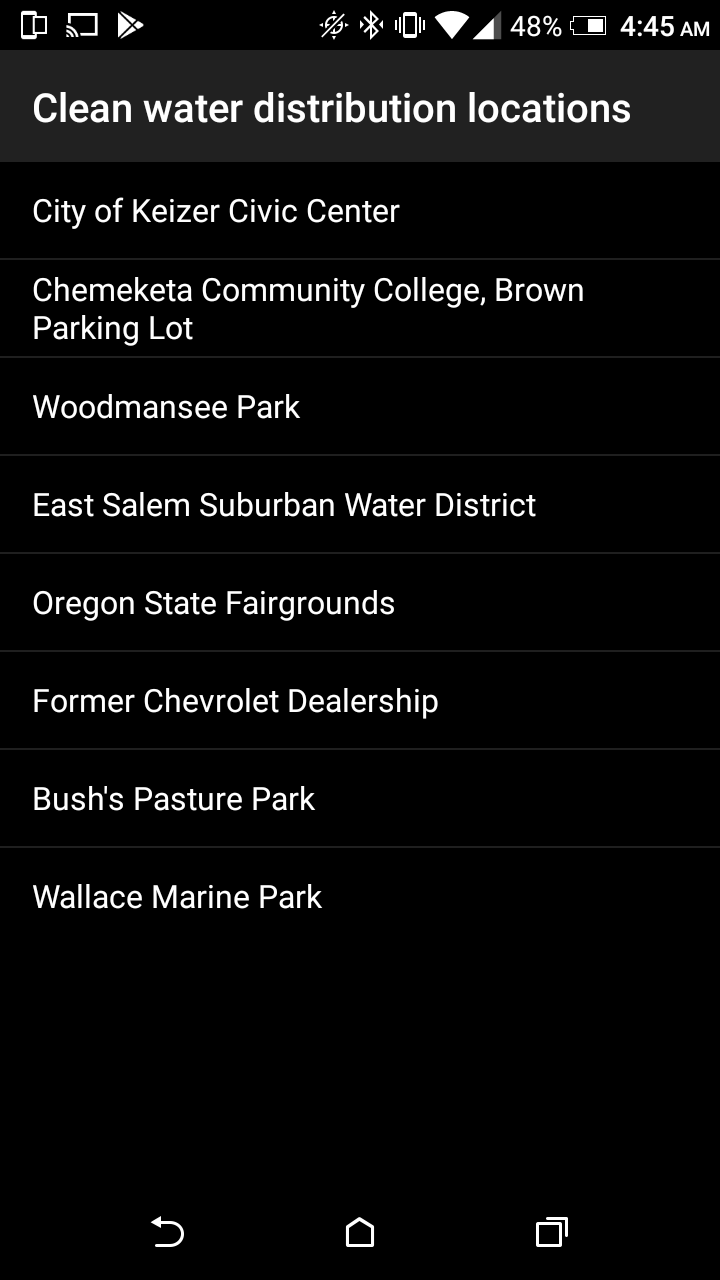 48% 4:45 AM
Clean water distribution locations
City of Keizer Civic Center
Chemeketa Community College, Brown
Parking Lot
Woodmansee Park
East Salem Suburban Water District
Oregon State Fairgrounds
Former Chevrolet Dealership
Bush's Pasture Park
Wallace Marine Park